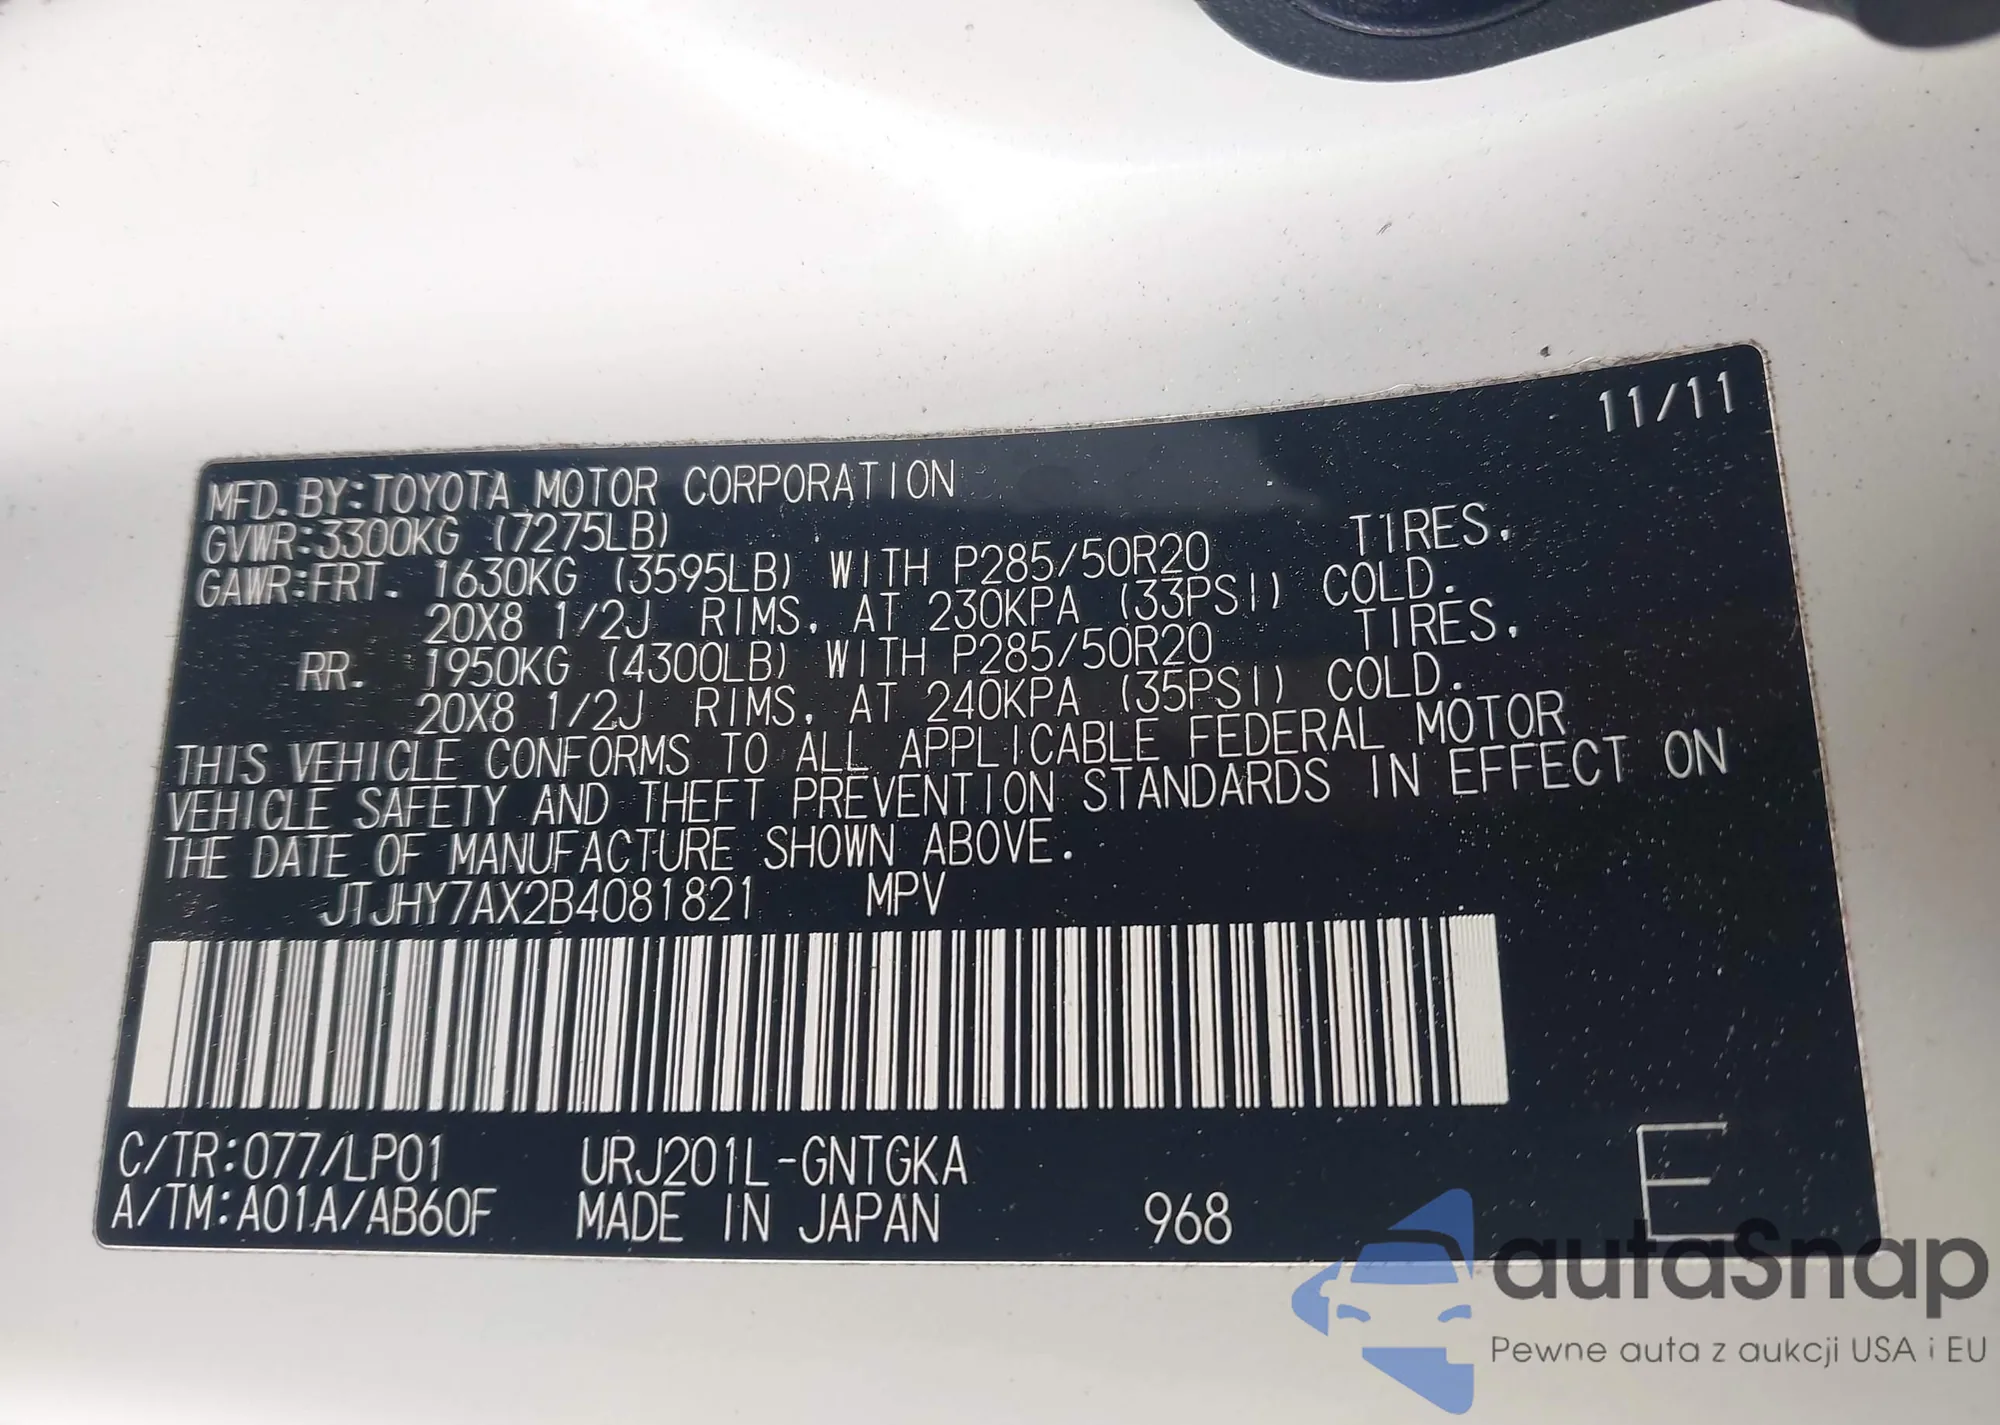 11/11
MFD. BY: TOYOTA MOTOR CORPORATION
GVWR: 3300KG (7275LB)
GAWR: FRT. 1630KG (3595LB) WITH P285/50R20 TIRES,
20X8 1/2J RIMS, AT 230KPA (33PSI) COLD.
RR. 1950KG (4300LB) WITH P285/50R20 TIRES,
20X8 1/2J RIMS, AT 240KPA (35PSI) COLD.
THIS VEHICLE CONFORMS TO ALL APPLICABLE FEDERAL MOTOR
VEHICLE SAFETY AND THEFT PREVENTION STANDARDS IN EFFECT ON
THE DATE OF MANUFACTURE SHOWN ABOVE.
JTJHY7AX2B4081821 MPV
C/TR: 077/LP01 URJ201L-GNTGKA
A/TM: A01A/AB60F MADE IN JAPAN 968 E
autaSnap
Pewne auta z aukcji USA i EU